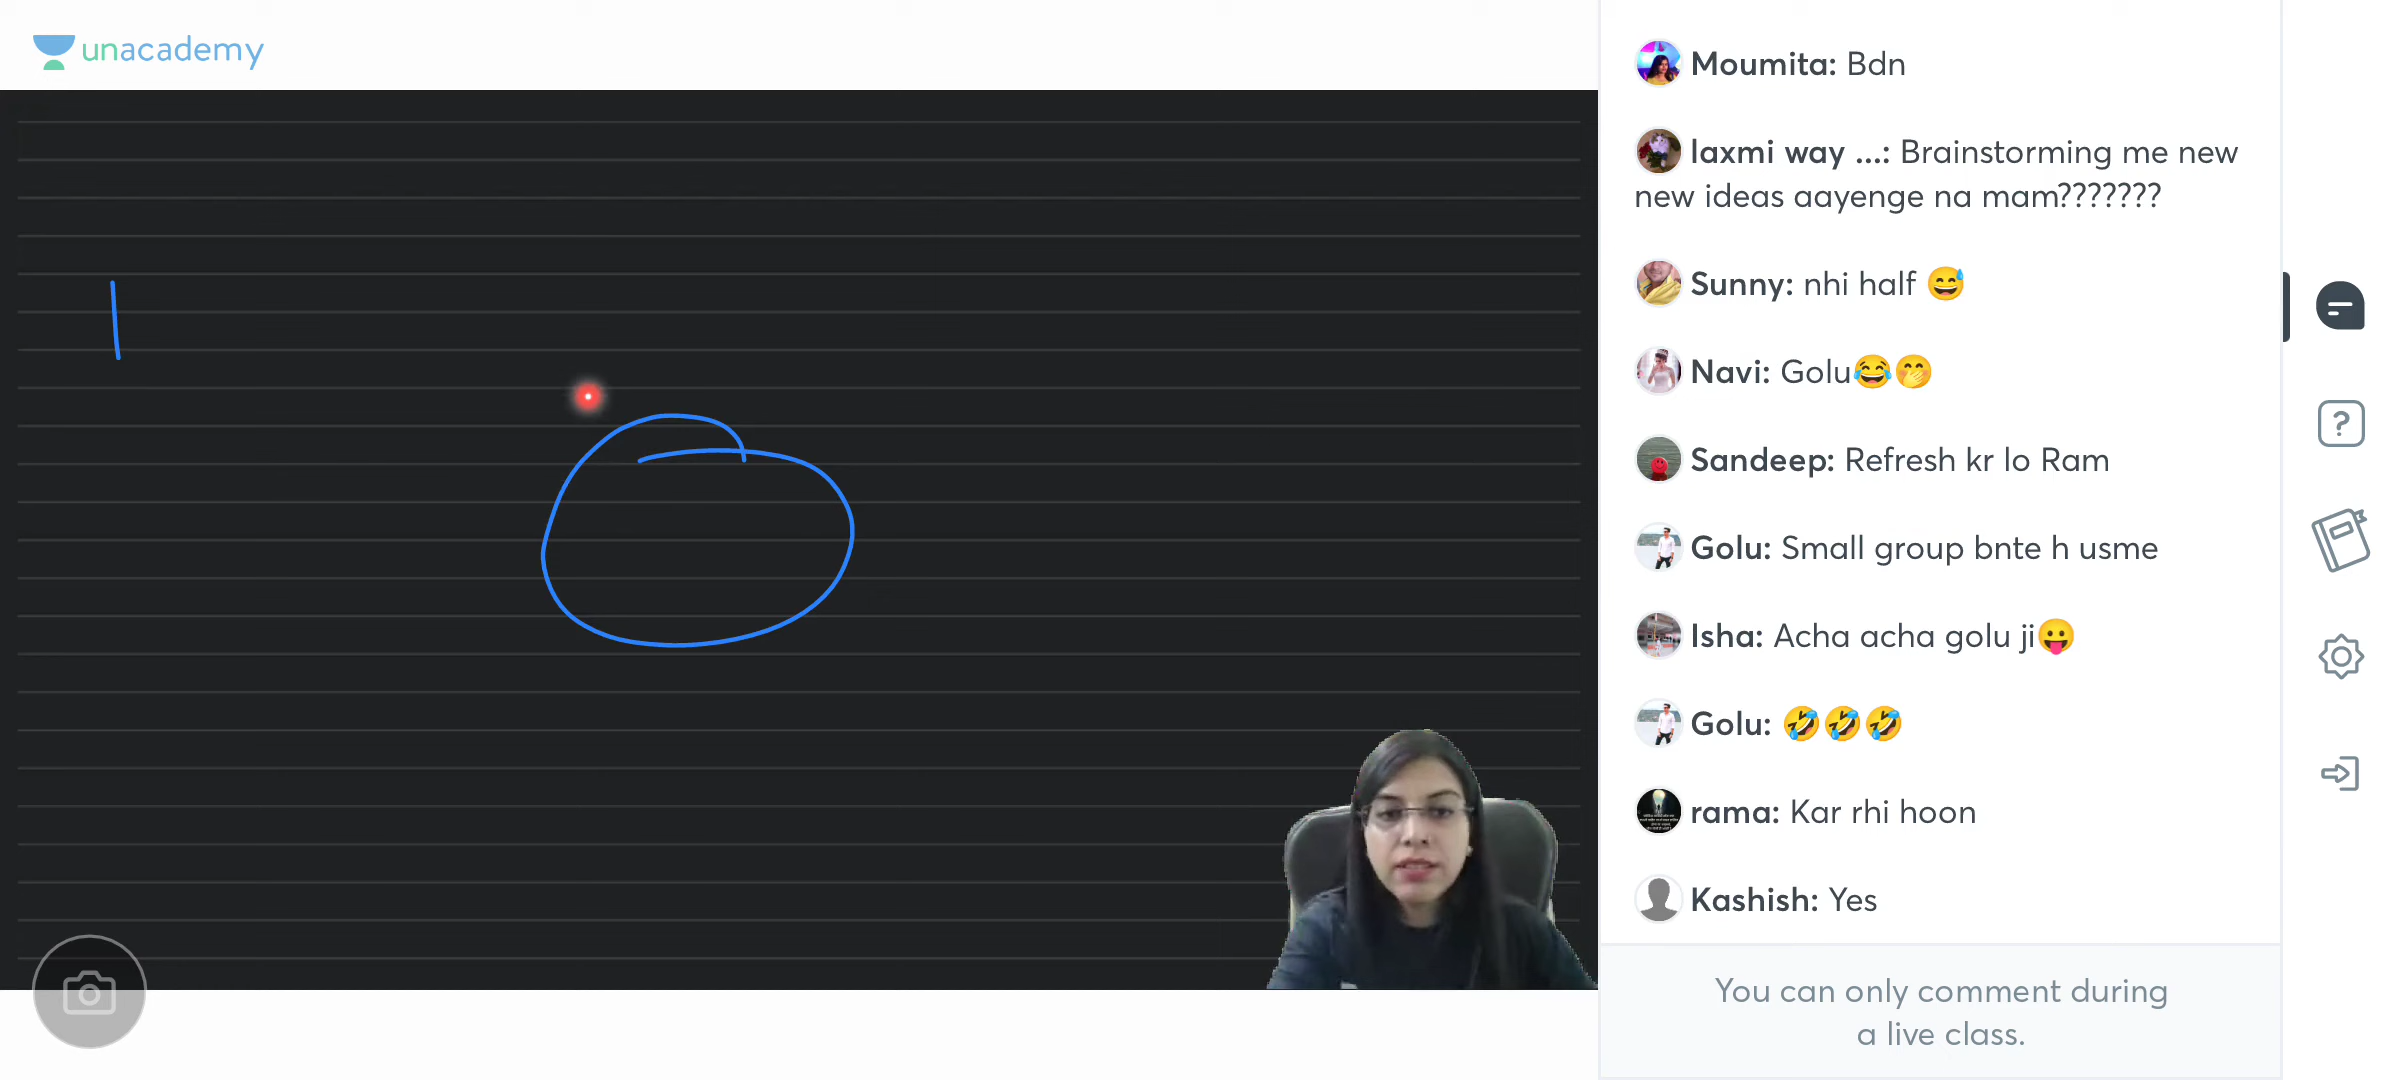 unacademy
Moumita: Bdn
laxmi way ...: Brainstorming me new
new ideas aayenge na mam???????
Sunny: nhi half 😅
Navi: Golu😂🤭
Sandeep: Refresh kr lo Ram
Golu: Small group bnte h usme
Isha: Acha acha golu ji😛
Golu: 🤣🤣🤣
rama: Kar rhi hoon
Kashish: Yes
You can only comment during
a live class.